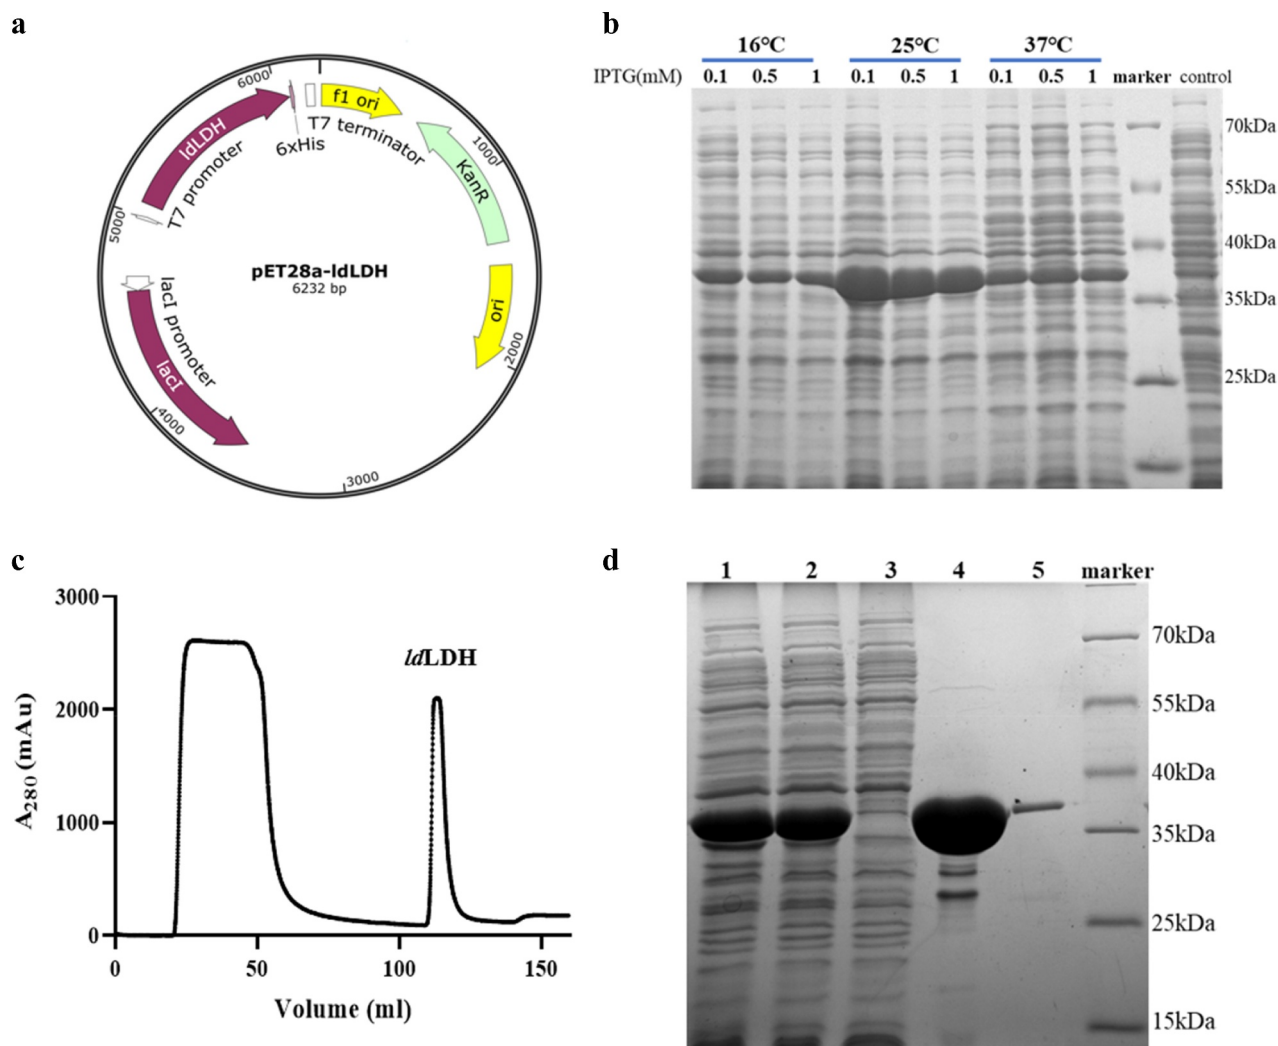 a
6000
f1 ori
T7 terminator
6xHis
ldLDH
T7 promoter
1000
KanR
5000
pET28a-ldLDH
6232 bp
lacI promoter
lacI
ori
2000
4000
3000
b
16°C 25°C 37°C
IPTG(mM) 0.1 0.5 1 0.1 0.5 1 0.1 0.5 1 marker control
70kDa
55kDa
40kDa
35kDa
25kDa
c
3000
2000
1000
0
A280 (mAu)
ldLDH
0 50 100 150
Volume (ml)
d
1 2 3 4 5 marker
70kDa
55kDa
40kDa
35kDa
25kDa
15kDa